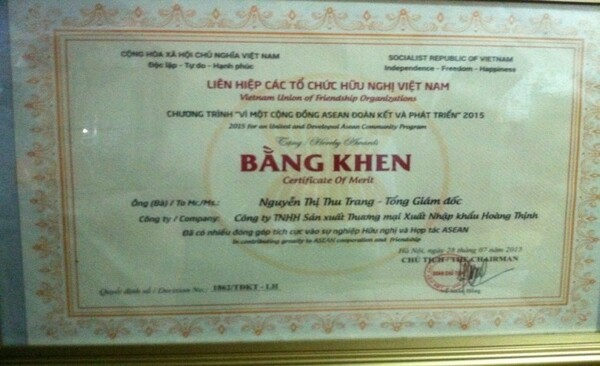 CỘNG HÒA XÃ HỘI CHỦ NGHĨA VIỆT NAM
Độc lập - Tự do - Hạnh phúc
SOCIALIST REPUBLIC OF VIETNAM
Independence - Freedom - Happiness
LIÊN HIỆP CÁC TỔ CHỨC HỮU NGHỊ VIỆT NAM
Vietnam Union of Friendship Organizations
CHƯƠNG TRÌNH "VÌ MỘT CỘNG ĐỒNG ASEAN ĐOÀN KẾT VÀ PHÁT TRIỂN" 2015
2015 for an United and Developed Asean Community Program
Tặng / Hereby Awards
BẰNG KHEN
Certificate Of Merit
Ông (Bà) / To Mr./Ms.: Nguyễn Thị Thu Trang - Tổng Giám đốc
Công ty / Company: Công ty TNHH Sản xuất Thương mại Xuất Nhập khẩu Hoàng Thịnh
Đã có nhiều đóng góp tích cực vào sự nghiệp Hữu nghị và Hợp tác ASEAN
In contributing greatly to ASEAN cooperation and friendship
Hà Nội, ngày 28 tháng 07 năm 2015
CHỦ TỊCH / THE CHAIRMAN
Quyết định số / Decision No.: 1862/TĐKT - LH